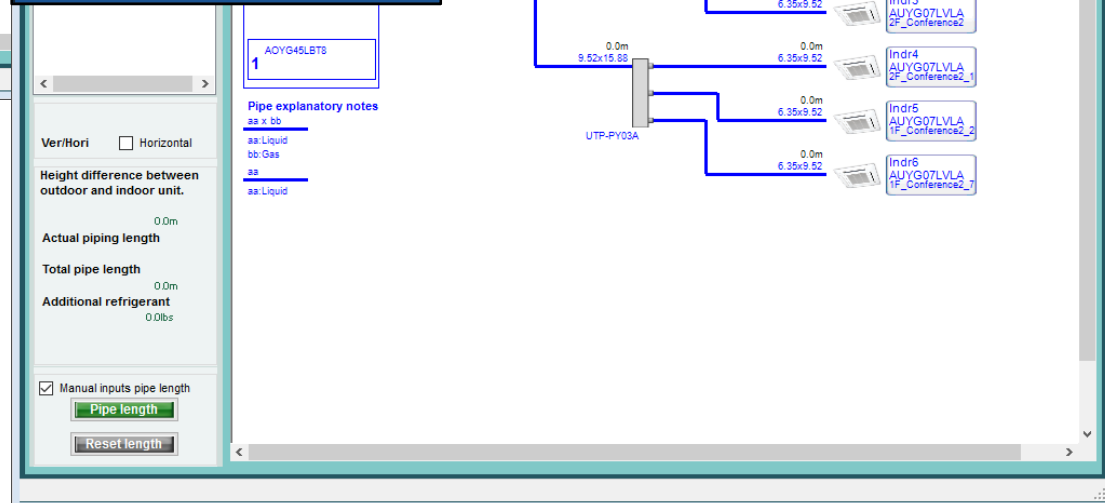 6.35x9.52
Indr3
AUYG07LVLA
2F_Conference2
1
AOYG45LBT8
0.0m
9.52x15.88
0.0m
6.35x9.52
Indr4
AUYG07LVLA
2F_Conference2_1
Pipe explanatory notes
aa x bb
aa:Liquid
bb:Gas
aa
aa:Liquid
UTP-PY03A
0.0m
6.35x9.52
Indr5
AUYG07LVLA
1F_Conference2_2
0.0m
6.35x9.52
Indr6
AUYG07LVLA
1F_Conference2_7
Ver/Hori
Horizontal
Height difference between
outdoor and indoor unit.
0.0m
Actual piping length
Total pipe length
0.0m
Additional refrigerant
0.0lbs
Manual inputs pipe length
Pipe length
Reset length